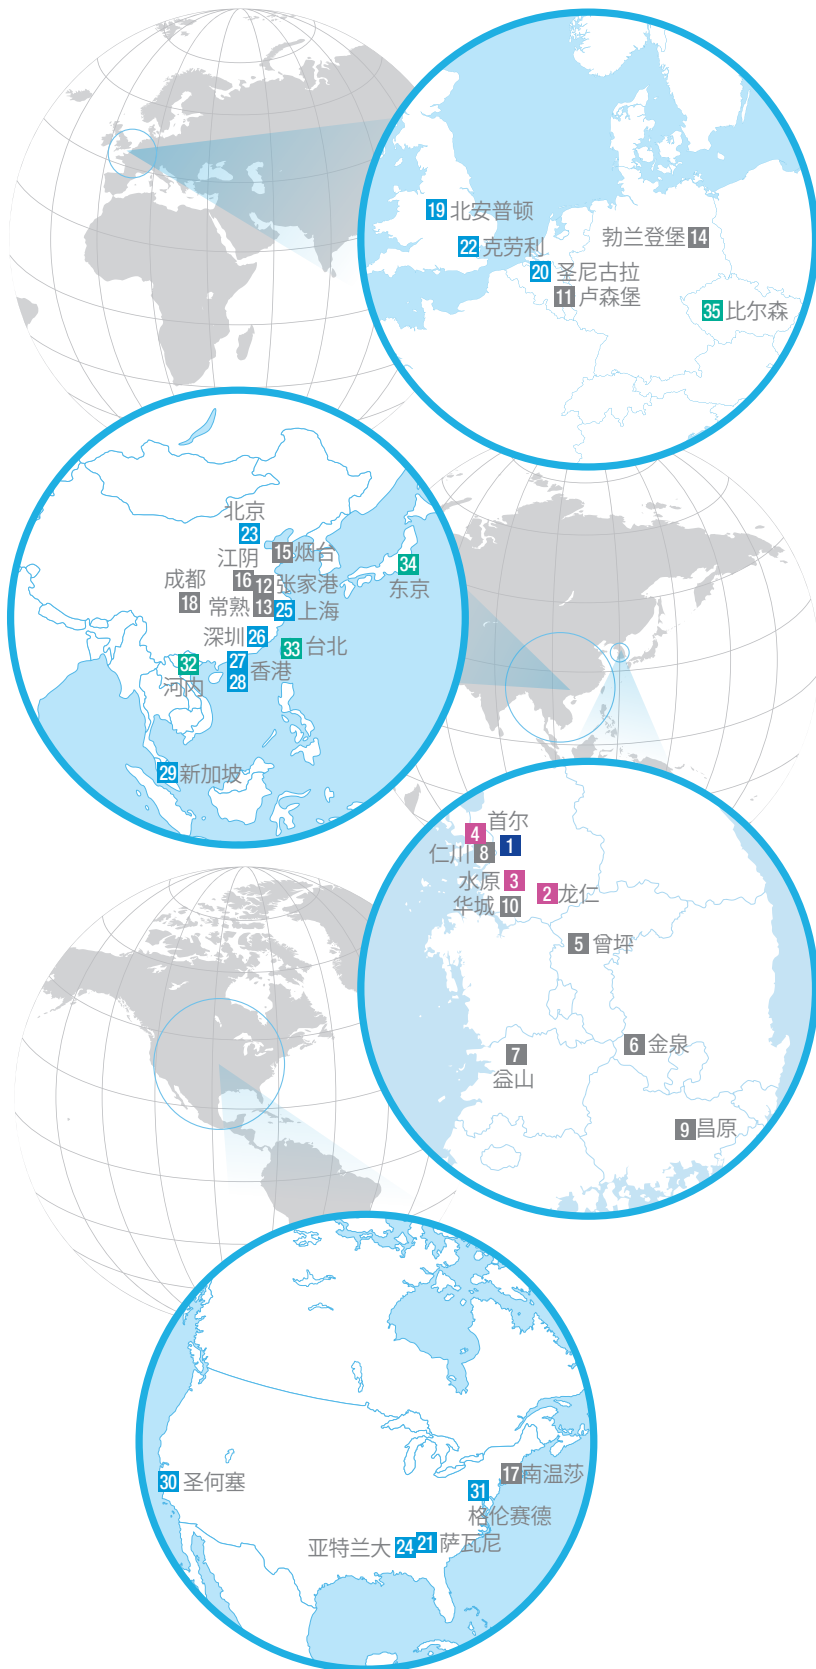 19 北安普顿
勃兰登堡 14
22 克劳利
20 圣尼古拉
11 卢森堡
35 比尔森
北京
23
15 烟台
江阴
34
东京
成都
16
12 张家港
18
常熟 13
25 上海
深圳 26
33 台北
32
河内
27
28
香港
29 新加坡
首尔
4
1
仁川 8
水原 3
2 龙仁
华城 10
5 曾坪
6 金泉
7
益山
9 昌原
17 南温莎
30 圣何塞
31
格伦赛德
亚特兰大 24
21 萨瓦尼